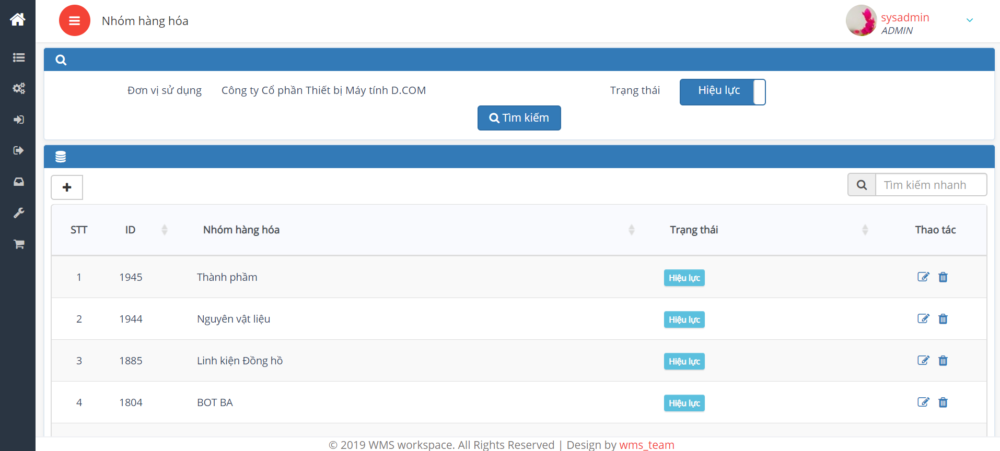 Nhóm hàng hóa
sysadmin
ADMIN
Đơn vị sử dụng Công ty Cổ phần Thiết bị Máy tính D.COM Trạng thái Hiệu lực
Tìm kiếm
Tìm kiếm nhanh
STT ID Nhóm hàng hóa Trạng thái Thao tác
1 1945 Thành phầm Hiệu lực
2 1944 Nguyên vật liệu Hiệu lực
3 1885 Linh kiện Đồng hồ Hiệu lực
4 1804 BOT BA Hiệu lực
© 2019 WMS workspace. All Rights Reserved | Design by wms_team